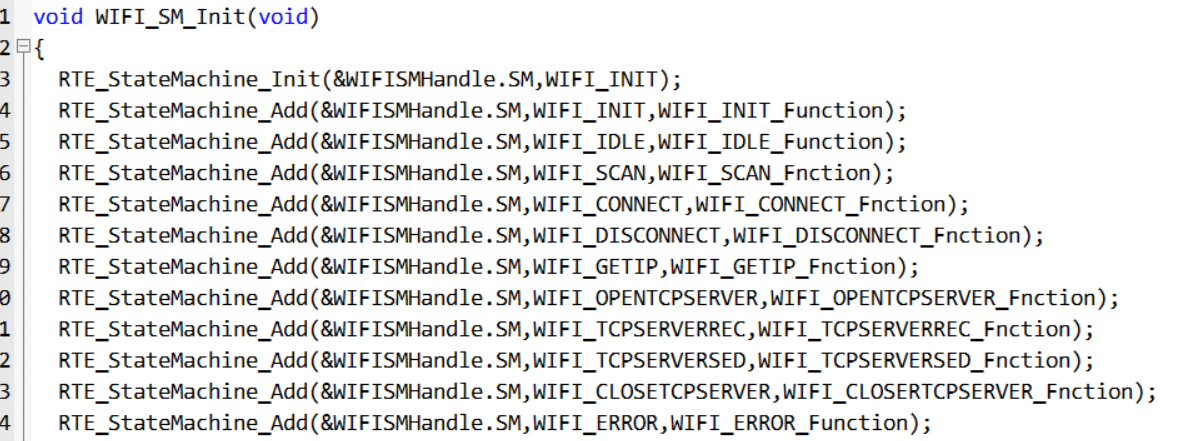 1 void WIFI_SM_Init(void)
2 {
3 RTE_StateMachine_Init(&WIFISMHandle.SM,WIFI_INIT);
4 RTE_StateMachine_Add(&WIFISMHandle.SM,WIFI_INIT,WIFI_INIT_Function);
5 RTE_StateMachine_Add(&WIFISMHandle.SM,WIFI_IDLE,WIFI_IDLE_Function);
6 RTE_StateMachine_Add(&WIFISMHandle.SM,WIFI_SCAN,WIFI_SCAN_Fnction);
7 RTE_StateMachine_Add(&WIFISMHandle.SM,WIFI_CONNECT,WIFI_CONNECT_Fnction);
8 RTE_StateMachine_Add(&WIFISMHandle.SM,WIFI_DISCONNECT,WIFI_DISCONNECT_Fnction);
9 RTE_StateMachine_Add(&WIFISMHandle.SM,WIFI_GETIP,WIFI_GETIP_Fnction);
0 RTE_StateMachine_Add(&WIFISMHandle.SM,WIFI_OPENTCPSERVER,WIFI_OPENTCPSERVER_Fnction);
1 RTE_StateMachine_Add(&WIFISMHandle.SM,WIFI_TCPSERVERREC,WIFI_TCPSERVERREC_Fnction);
2 RTE_StateMachine_Add(&WIFISMHandle.SM,WIFI_TCPSERVERSED,WIFI_TCPSERVERSED_Fnction);
3 RTE_StateMachine_Add(&WIFISMHandle.SM,WIFI_CLOSETCPSERVER,WIFI_CLOSERTCPSERVER_Fnction);
4 RTE_StateMachine_Add(&WIFISMHandle.SM,WIFI_ERROR,WIFI_ERROR_Function);